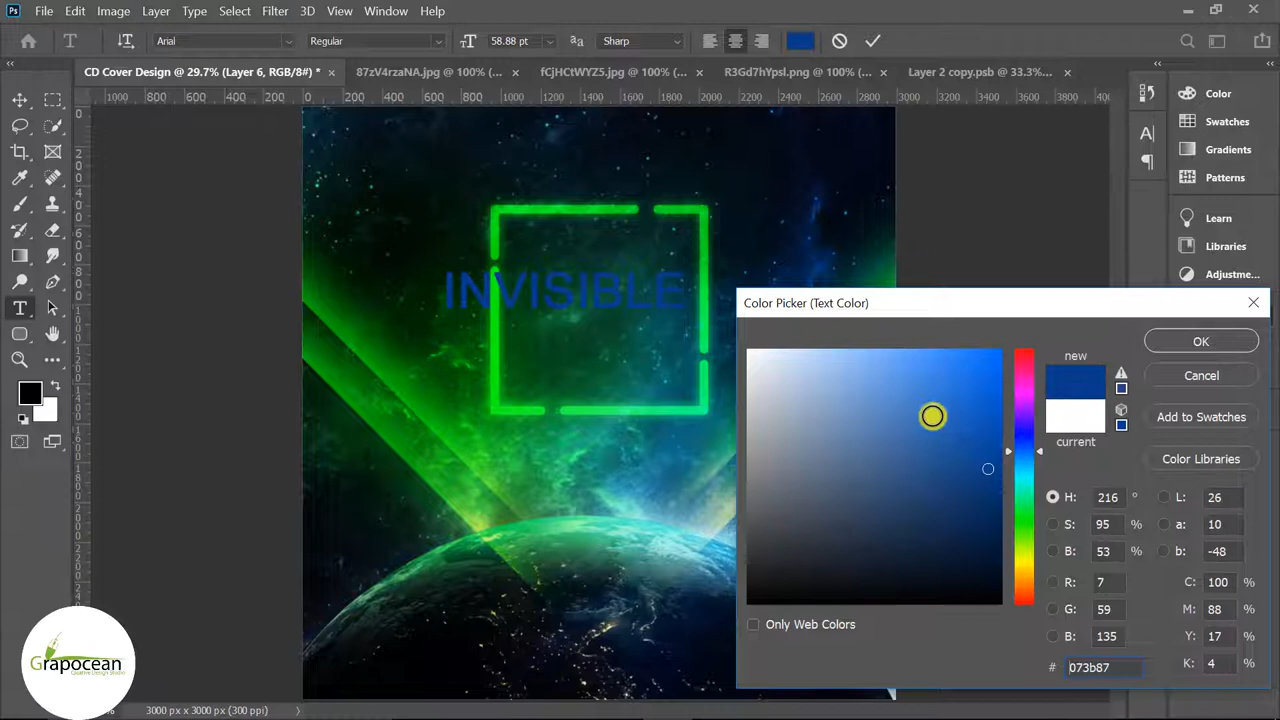 Ps File Edit Image Layer Type Select Filter 3D View Window Help
T Arial Regular 58.88 pt Sharp
CD Cover Design @ 29.7% (Layer 6, RGB/8#) * × 87zV4rzaNA.jpg @ 100% (... × fCjHCtWYZ5.jpg @ 100% (... × R3Gd7hYpsl.png @ 100% (... × Layer 2 copy.psb @ 33.3%... ×
1000 800 600 400 200 0 200 400 600 800 1000 1200 1400 1600 1800 2000 2200 2400 2600 2800 3000 3200 3400 3600 3800
Color
Swatches
Gradients
Patterns
Learn
Libraries
Adjustme...
INVISIBLE
Color Picker (Text Color)
new
current
OK
Cancel
Add to Swatches
Color Libraries
H: 216 ° L: 26
S: 95 % a: 10
B: 53 % b: -48
R: 7 C: 100 %
G: 59 M: 88 %
B: 135 Y: 17 %
# 073b87 K: 4 %
Only Web Colors
Grapocean
Creative Design Studio
3000 px x 3000 px (300 ppi)